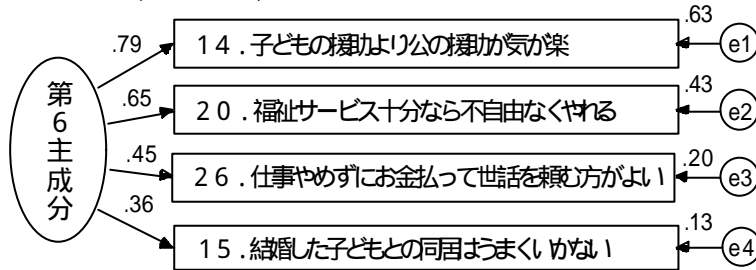 .63
.79
14.子どもの援助より公の援助が気が楽
e1
.43
.65
20.福祉サービス十分なら不自由なくやれる
e2
第6主成分
.20
.45
26.仕事やめずにお金払って世話を頼む方がよい
e3
.13
.36
15.結婚した子どもとの同居はうまくいかない
e4